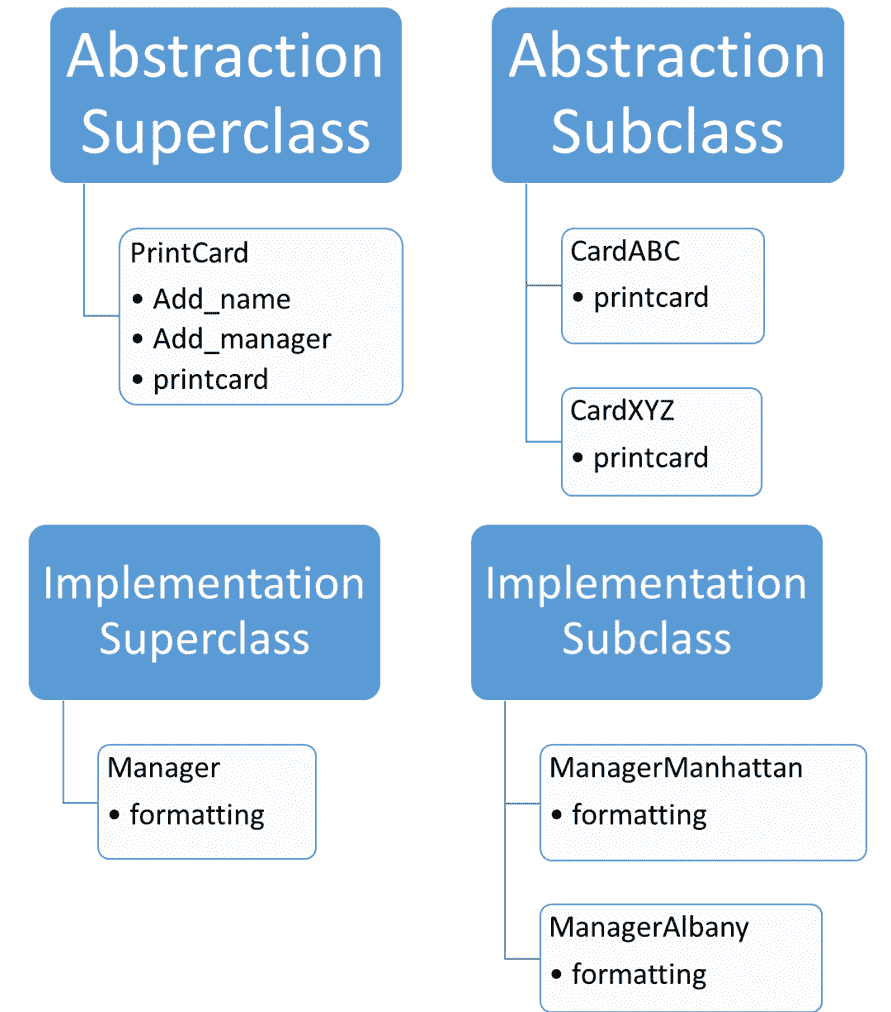 Abstraction
Superclass
PrintCard
• Add_name
• Add_manager
• printcard
Abstraction
Subclass
CardABC
• printcard
CardXYZ
• printcard
Implementation
Superclass
Manager
• formatting
Implementation
Subclass
ManagerManhattan
• formatting
ManagerAlbany
• formatting